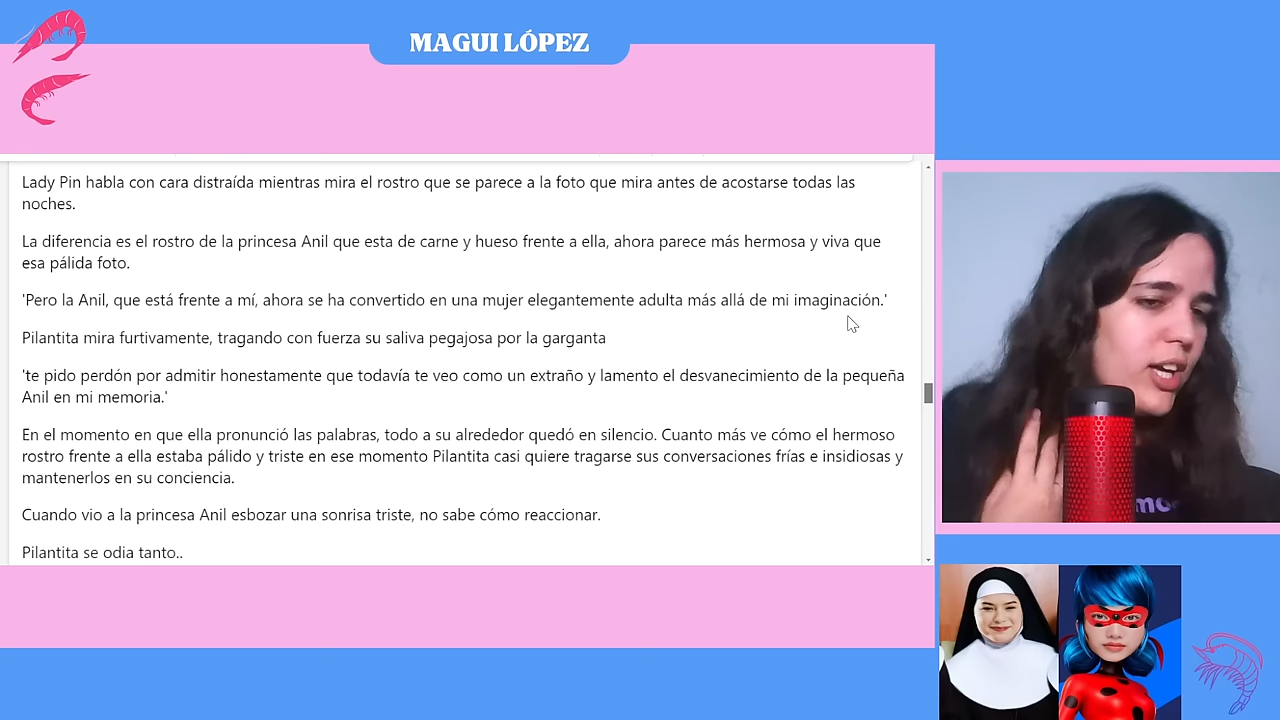 MAGUI LÓPEZ
Lady Pin habla con cara distraída mientras mira el rostro que se parece a la foto que mira antes de acostarse todas las
noches.
La diferencia es el rostro de la princesa Anil que esta de carne y hueso frente a ella, ahora parece más hermosa y viva que
esa pálida foto.
'Pero la Anil, que está frente a mí, ahora se ha convertido en una mujer elegantemente adulta más allá de mi imaginación.'
Pilantita mira furtivamente, tragando con fuerza su saliva pegajosa por la garganta
'te pido perdón por admitir honestamente que todavía te veo como un extraño y lamento el desvanecimiento de la pequeña
Anil en mi memoria.'
En el momento en que ella pronunció las palabras, todo a su alrededor quedó en silencio. Cuanto más ve cómo el hermoso
rostro frente a ella estaba pálido y triste en ese momento Pilantita casi quiere tragarse sus conversaciones frías e insidiosas y
mantenerlos en su conciencia.
Cuando vio a la princesa Anil esbozar una sonrisa triste, no sabe cómo reaccionar.
Pilantita se odia tanto..